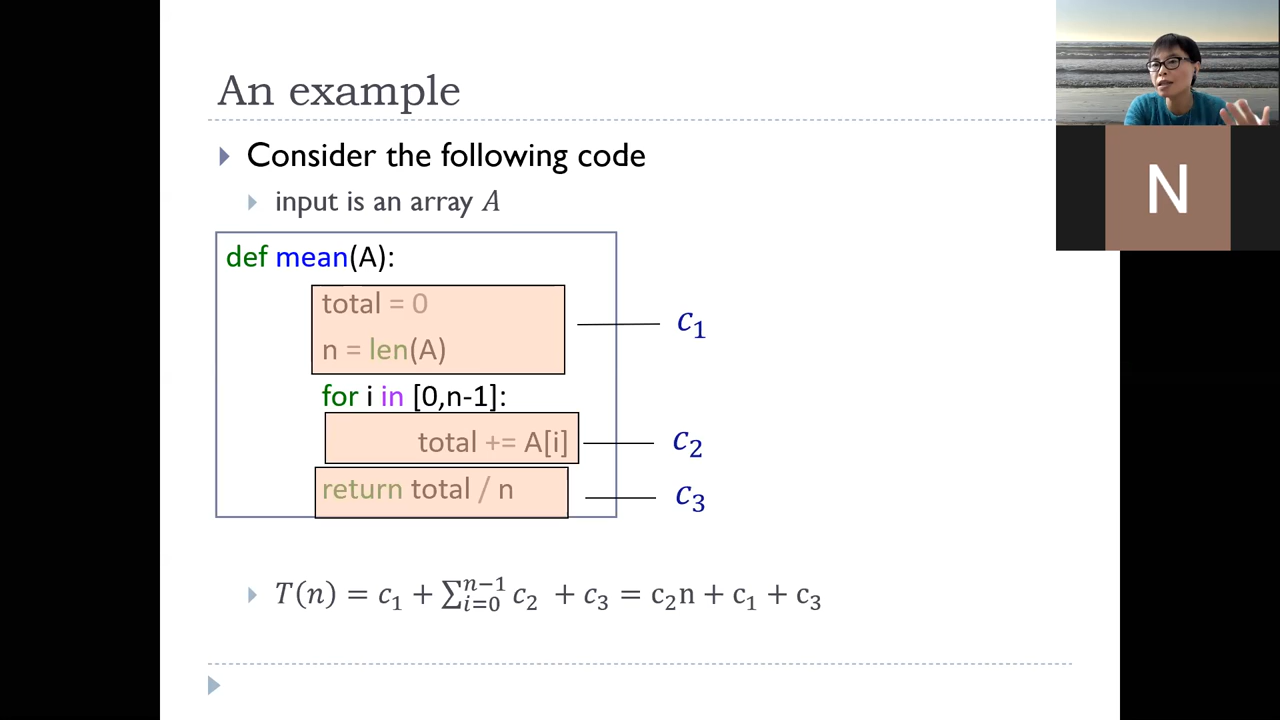 An example
Consider the following code
input is an array A
def mean(A):
total = 0
n = len(A)
c₁
for i in [0,n-1]:
total += A[i]
c₂
return total / n
c₃
T(n) = c₁ + ∑ᵢ₌₀ⁿ⁻¹ c₂ + c₃ = c₂n + c₁ + c₃
N